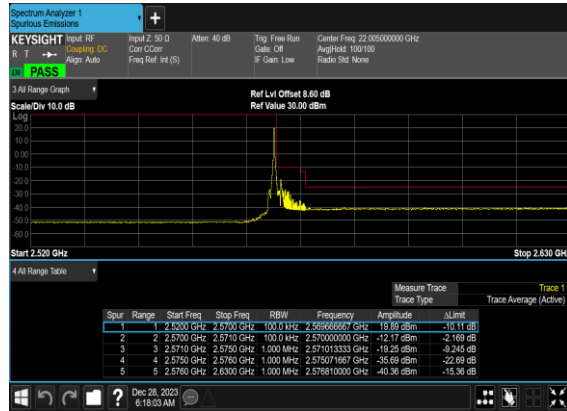 Spectrum Analyzer 1
Spurious Emissions
+
KEYSIGHT Input: RF Input Z: 50 Ω Atten: 40 dB Trig: Free Run Center Freq: 22.005000000 GHz
R T Coupling: DC Corr CCorr Gate: Off Avg|Hold: 100/100
Align: Auto Freq Ref: Int (S) IF Gain: Low Radio Std: None
PASS
3 All Range Graph
Ref Lvl Offset 8.60 dB
Scale/Div 10.0 dB Ref Value 30.00 dBm
Log
20.0
10.0
0.00
-10.0
-20.0
-30.0
-40.0
-50.0
-60.0
Start 2.520 GHz Stop 2.630 GH
4 All Range Table
Measure Trace Trace 1
Trace Type Trace Average (Active)
Spur Range Start Freq Stop Freq RBW Frequency Amplitude ΔLimit
1 1 2.5200 GHz 2.5700 GHz 100.0 kHz 2.569666667 GHz 19.89 dBm -10.11 dB
2 2 2.5700 GHz 2.5710 GHz 100.0 kHz 2.570000000 GHz -12.17 dBm -2.169 dB
3 3 2.5710 GHz 2.5750 GHz 1.000 MHz 2.571013333 GHz -19.25 dBm -9.245 dB
4 4 2.5750 GHz 2.5760 GHz 1.000 MHz 2.575071667 GHz -35.69 dBm -22.69 dB
5 5 2.5760 GHz 2.6300 GHz 1.000 MHz 2.576810000 GHz -40.36 dBm -15.36 dB
? Dec 28, 2023
6:18:03 AM